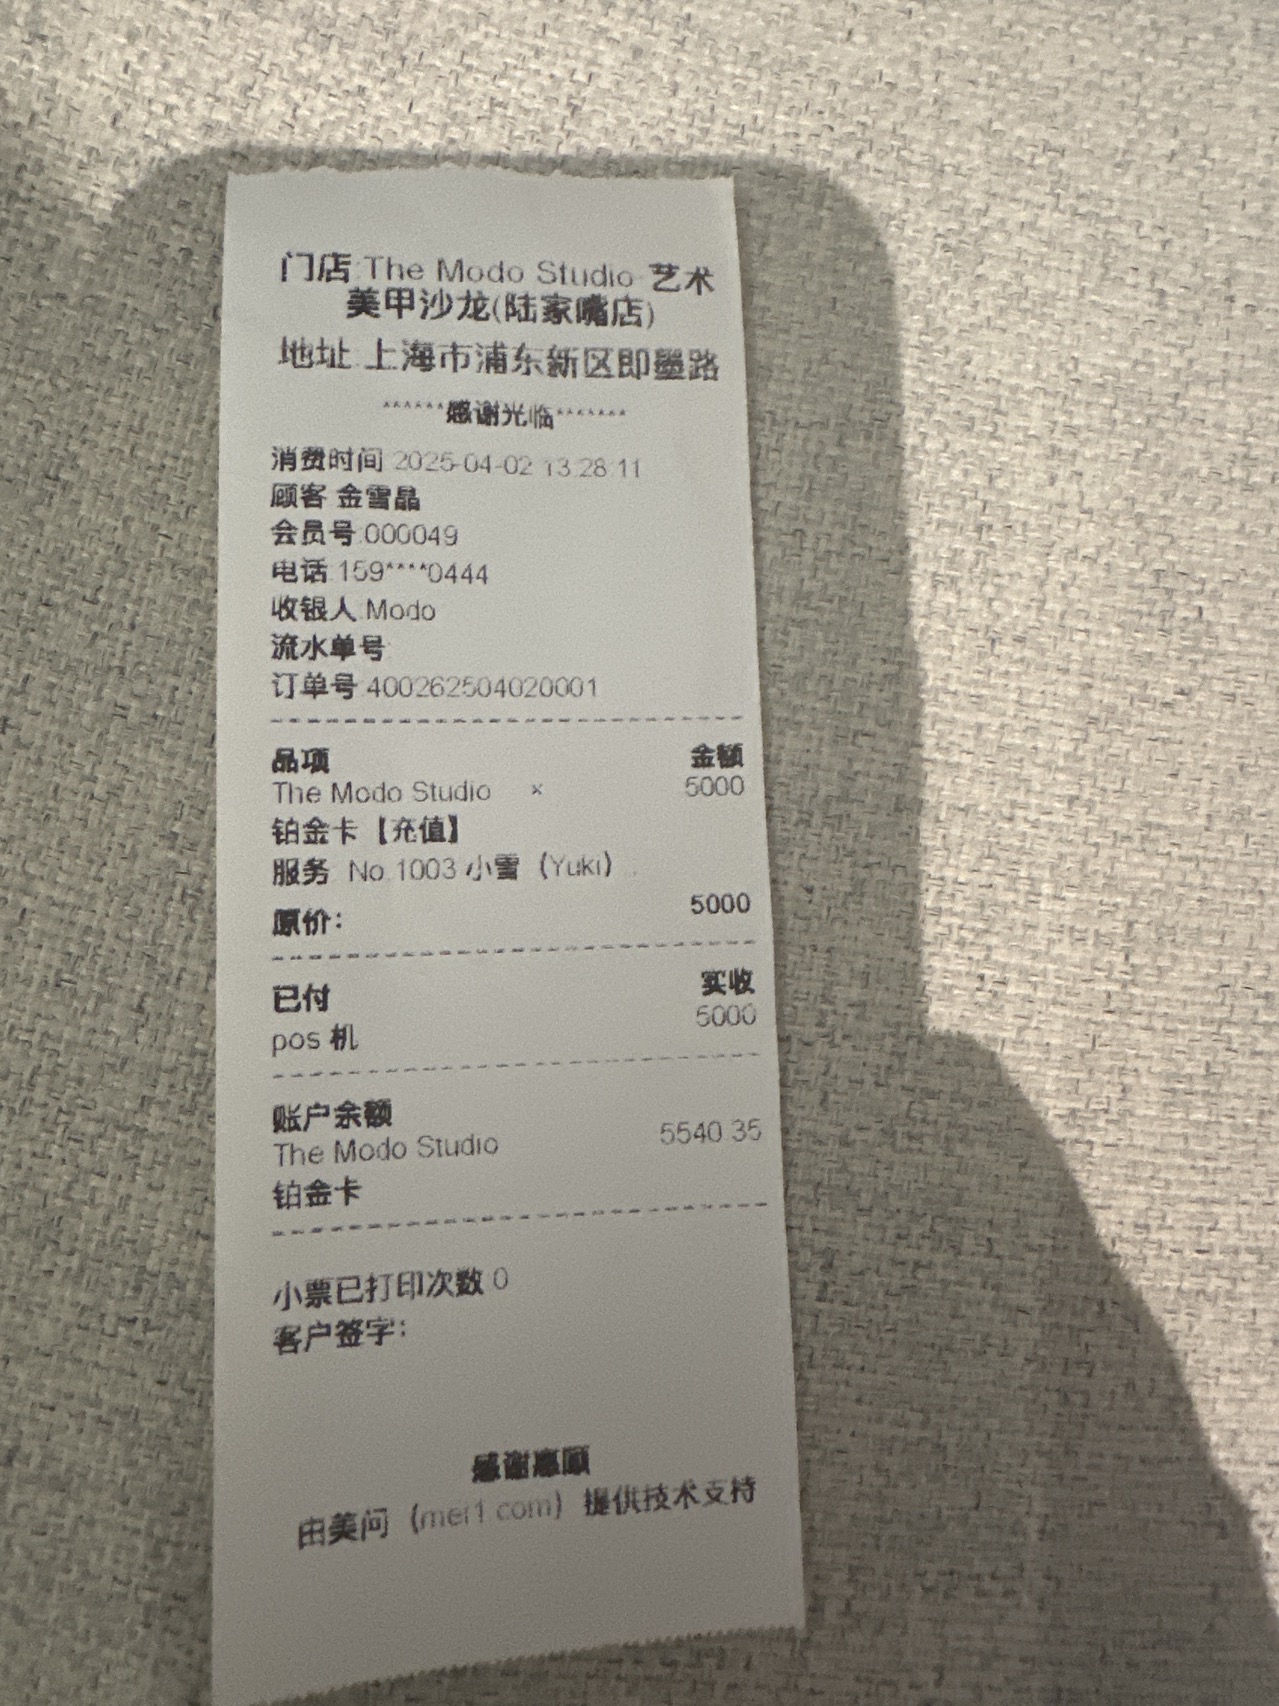 门店:The Modo Studio 艺术
美甲沙龙(陆家嘴店)
地址:上海市浦东新区即墨路
******感谢光临*******
消费时间:2025-04-02 13:28:11
顾客:金雪晶
会员号:000049
电话:159****0444
收银人:Modo
流水单号:
订单号:400262504020001
品项 金额
The Modo Studio × 5000
铂金卡【充值】
服务 No.1003 小雪（Yuki）
原价： 5000
已付 实收
pos 机 5000
账户余额
The Modo Studio 5540.35
铂金卡
小票已打印次数:0
客户签字：
感谢惠顾
由美问（mei1.com）提供技术支持